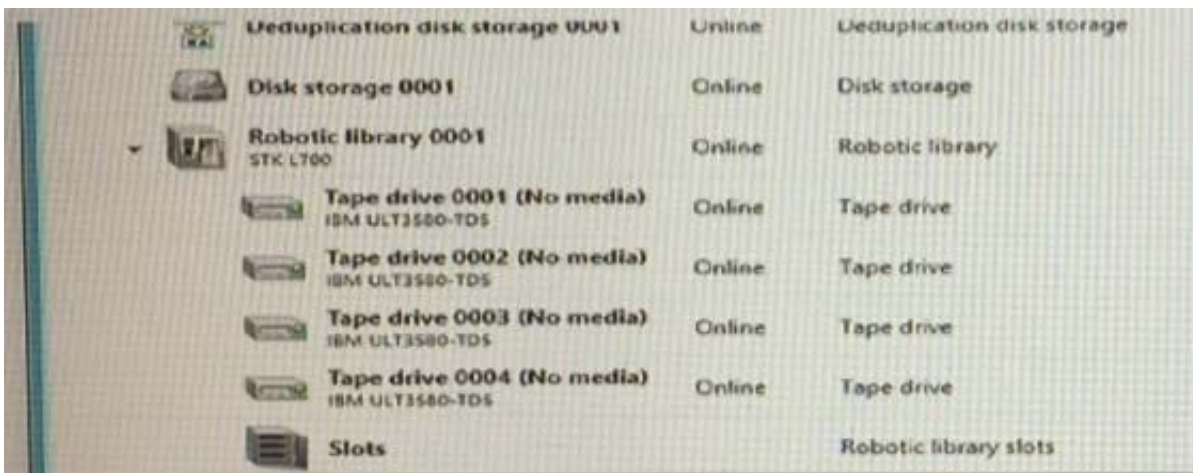 Deduplication disk storage 0001 Online Deduplication disk storage
Disk storage 0001 Online Disk storage
Robotic library 0001 Online Robotic library
STK L700
Tape drive 0001 (No media) Online Tape drive
IBM ULT3580-TD5
Tape drive 0002 (No media) Online Tape drive
IBM ULT3580-TD5
Tape drive 0003 (No media) Online Tape drive
IBM ULT3580-TD5
Tape drive 0004 (No media) Online Tape drive
IBM ULT3580-TD5
Slots Robotic library slots